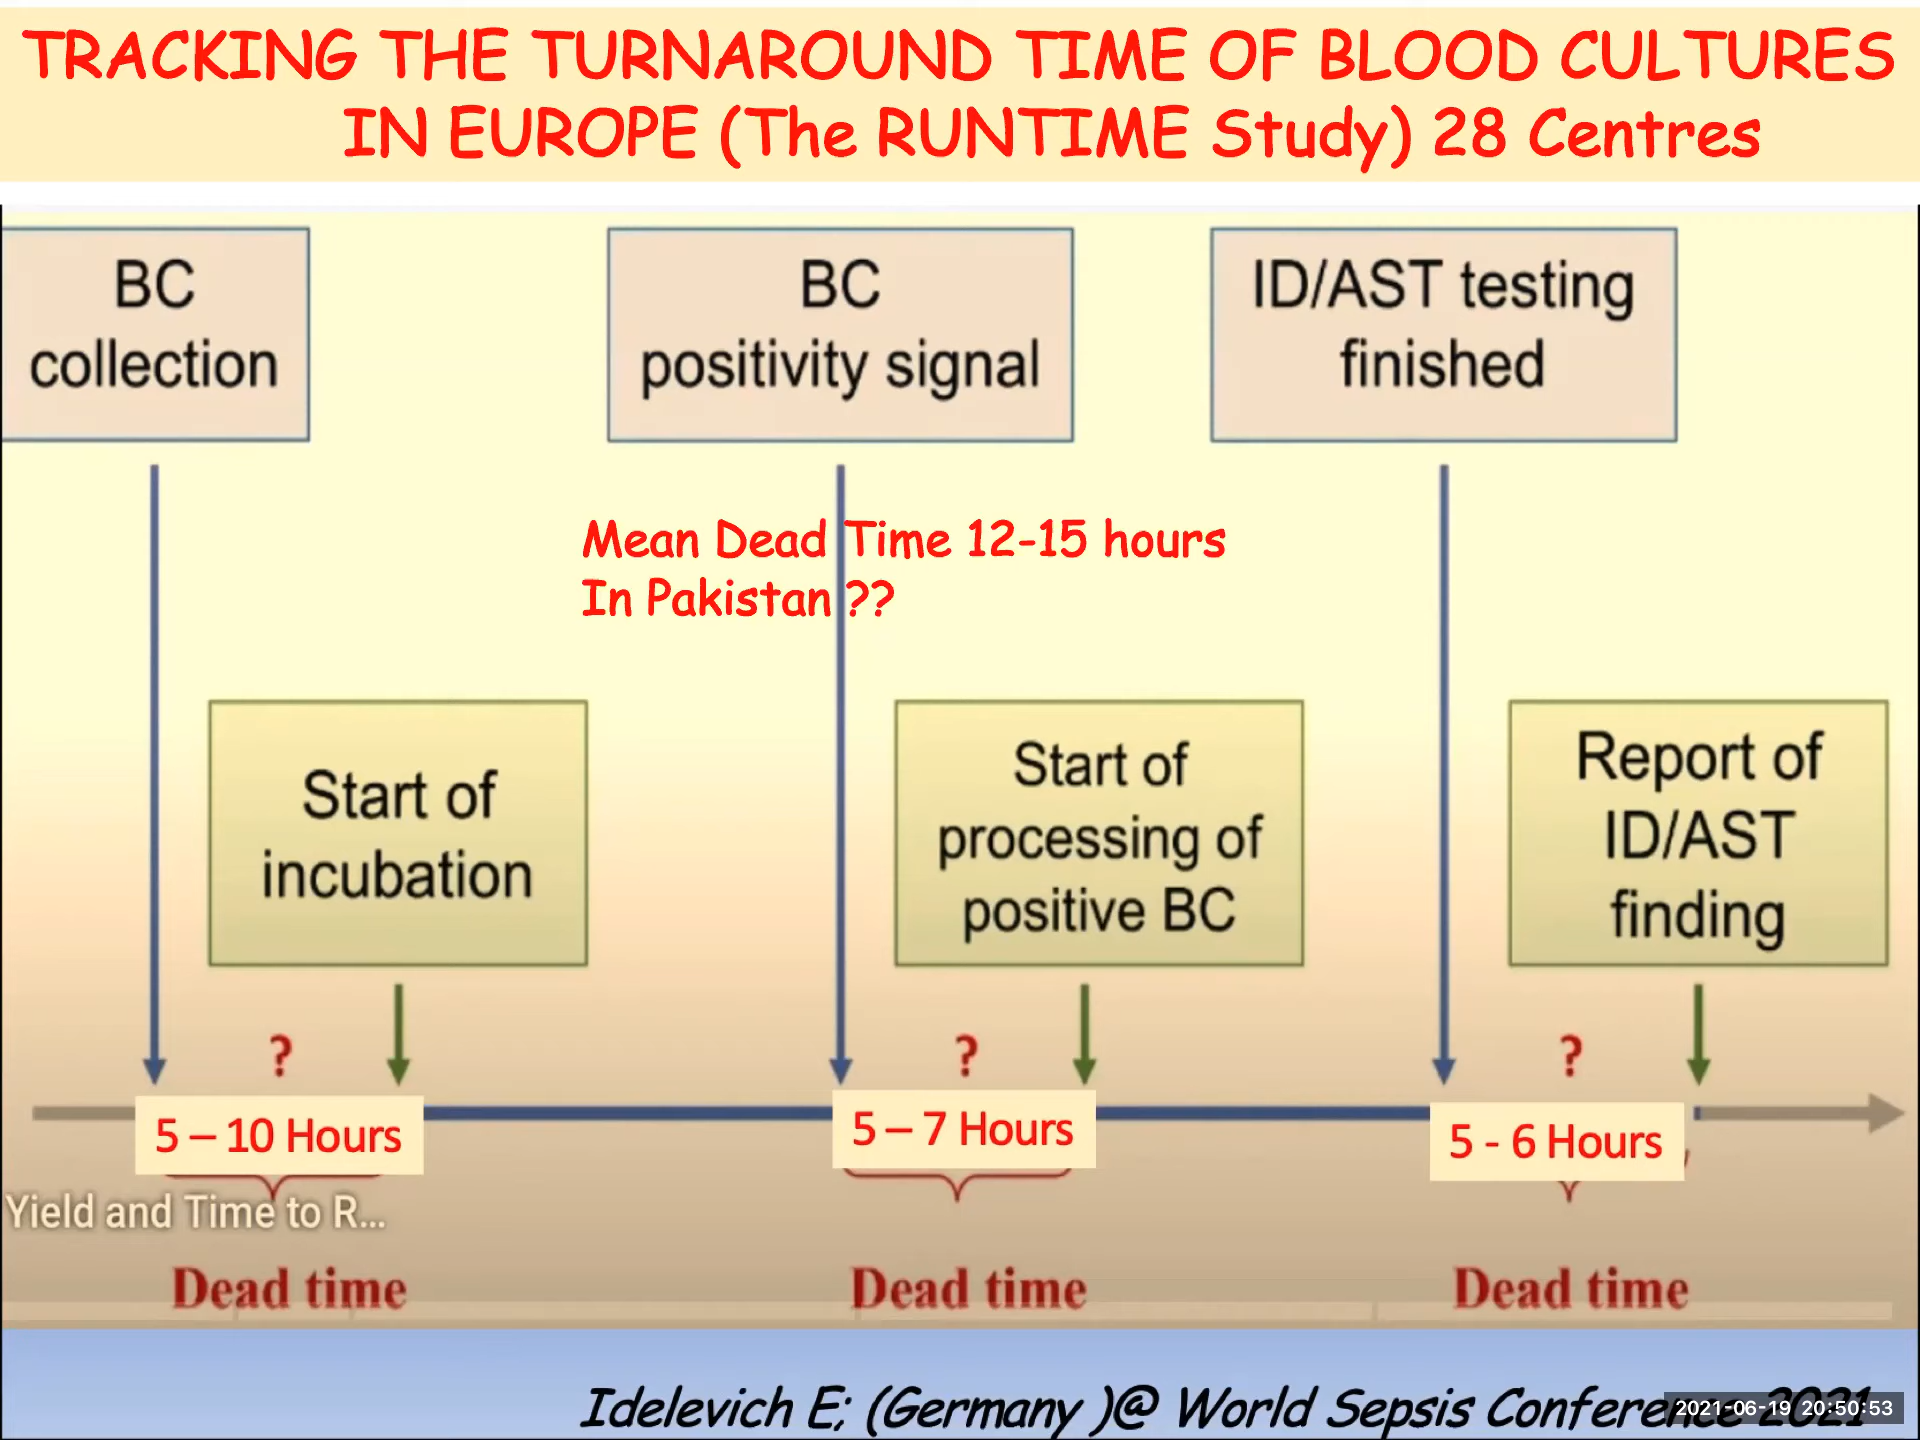 TRACKING THE TURNAROUND TIME OF BLOOD CULTURES
IN EUROPE (The RUNTIME Study) 28 Centres
BC
collection
BC
positivity signal
ID/AST testing
finished
Mean Dead Time 12-15 hours
In Pakistan ??
Start of
incubation
Start of
processing of
positive BC
Report of
ID/AST
finding
?
?
?
5 – 10 Hours
5 – 7 Hours
5 - 6 Hours
Yield and Time to R...
Dead time
Dead time
Dead time
Idelevich E; (Germany )@ World Sepsis Conference 2021
2021-06-19 20:50:53